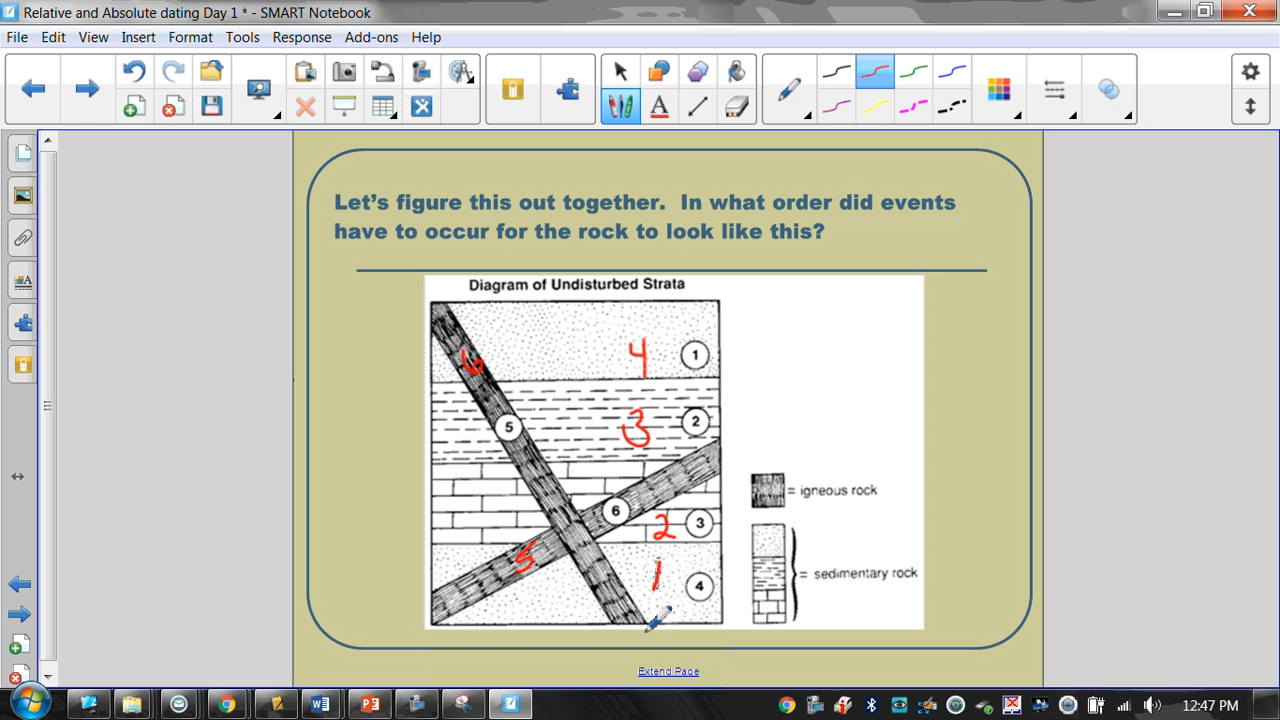 Relative and Absolute dating Day 1 * - SMART Notebook
File Edit View Insert Format Tools Response Add-ons Help
Let's figure this out together. In what order did events
have to occur for the rock to look like this?
Diagram of Undisturbed Strata
6 4 1
5 3 2
= igneous rock
6 2 3
5 1 4
= sedimentary rock
Extend Page
12:47 PM